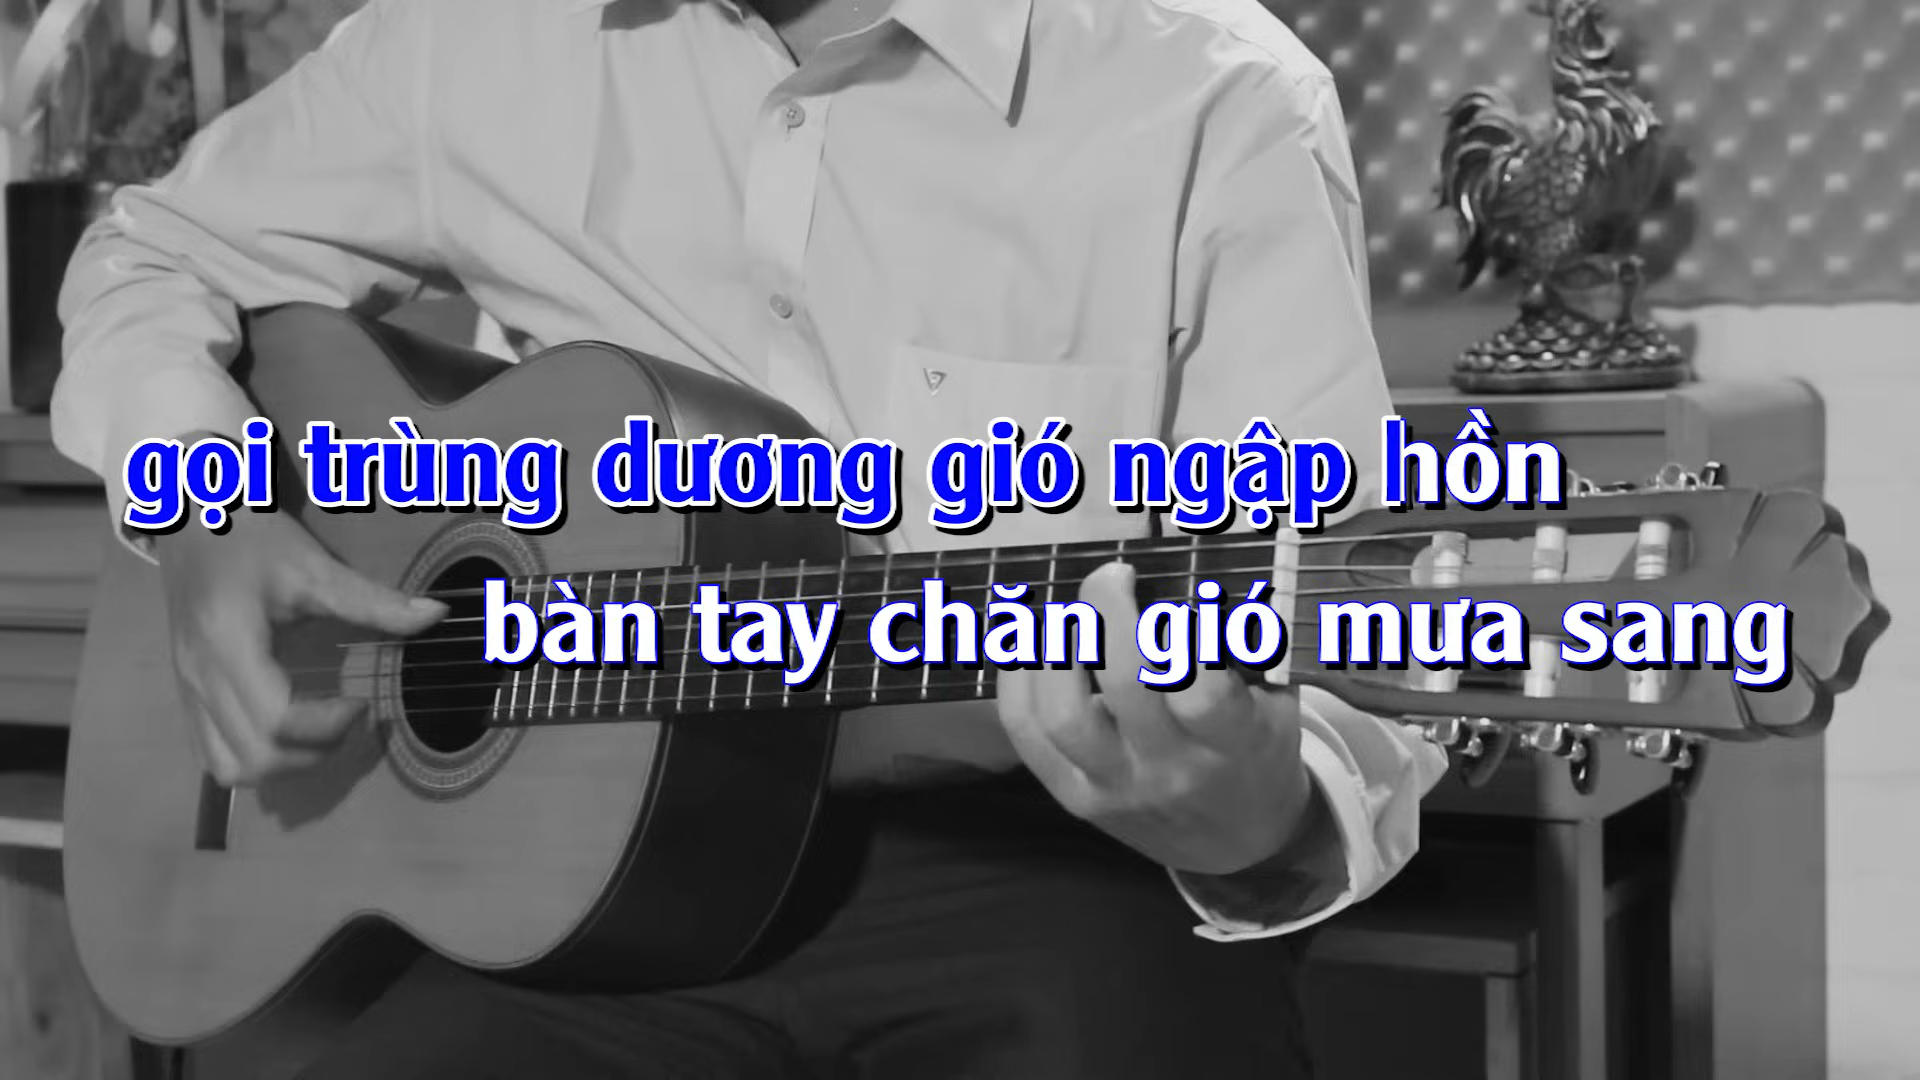 gọi trùng dương gió ngập hồn
bàn tay chăn gió mưa sang